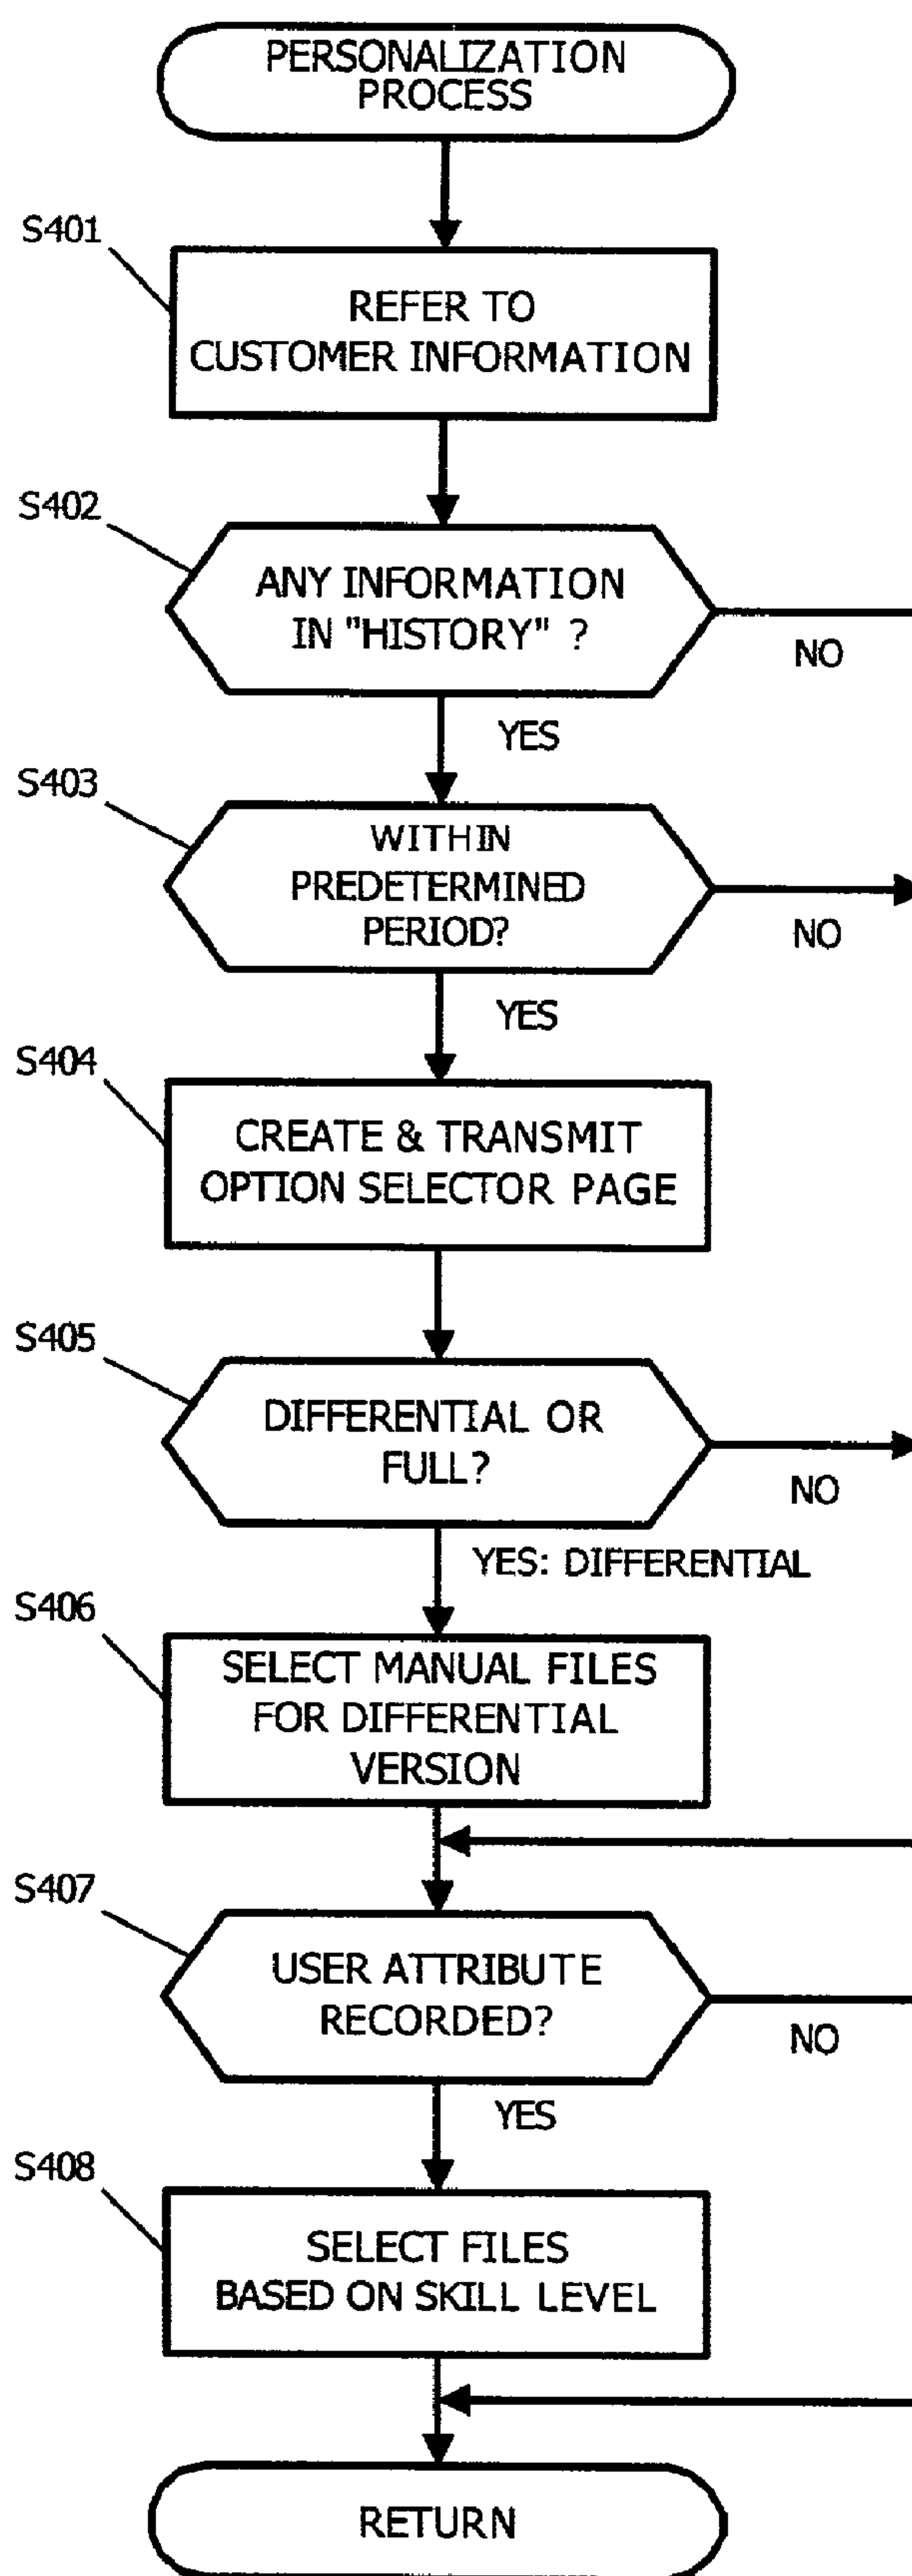 PERSONALIZATION
PROCESS
S401
REFER TO
CUSTOMER INFORMATION
S402
ANY INFORMATION
IN "HISTORY" ?
NO
YES
S403
WITHIN
PREDETERMINED
PERIOD?
NO
YES
S404
CREATE & TRANSMIT
OPTION SELECTOR PAGE
S405
DIFFERENTIAL OR
FULL?
NO
YES: DIFFERENTIAL
S406
SELECT MANUAL FILES
FOR DIFFERENTIAL
VERSION
S407
USER ATTRIBUTE
RECORDED?
NO
YES
S408
SELECT FILES
BASED ON SKILL LEVEL
RETURN